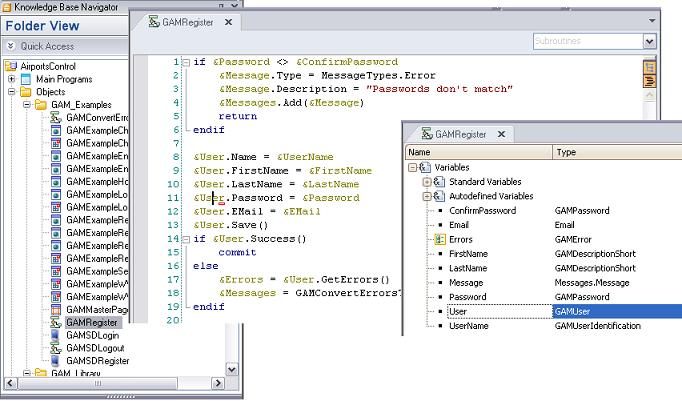 Knowledge Base Navigator
Folder View
Quick Access
AirportsControl
Main Programs
Objects
GAM_Examples
GAMConvertErro
GAMExampleCh
GAMExampleCh
GAMExampleEn
GAMExampleEn
GAMExampleHo
GAMExampleLo
GAMExampleRe
GAMExampleRe
GAMExampleRe
GAMExampleSe
GAMExampleW
GAMExampleW
GAMMasterPag
GAMRegister
GAMSDLogin
GAMSDLogout
GAMSDRegister
GAM_Library
GAMRegister
Subroutines
1 if &Password <> &ConfirmPassword
2 &Message.Type = MessageTypes.Error
3 &Message.Description = "Passwords don't match"
4 &Messages.Add(&Message)
5 return
6 endif
7
8 &User.Name = &UserName
9 &User.FirstName = &FirstName
10 &User.LastName = &LastName
11 &User.Password = &Password
12 &User.EMail = &EMail
13 &User.Save()
14 if &User.Success()
15 commit
16 else
17 &Errors = &User.GetErrors()
18 &Messages = GAMConvertErrorsT
19 endif
20
GAMRegister
Name Type
Variables
Standard Variables
Autodefined Variables
ConfirmPassword GAMPassword
Email Email
Errors GAMError
FirstName GAMDescriptionShort
LastName GAMDescriptionShort
Message Messages.Message
Password GAMPassword
User GAMUser
UserName GAMUserIdentification